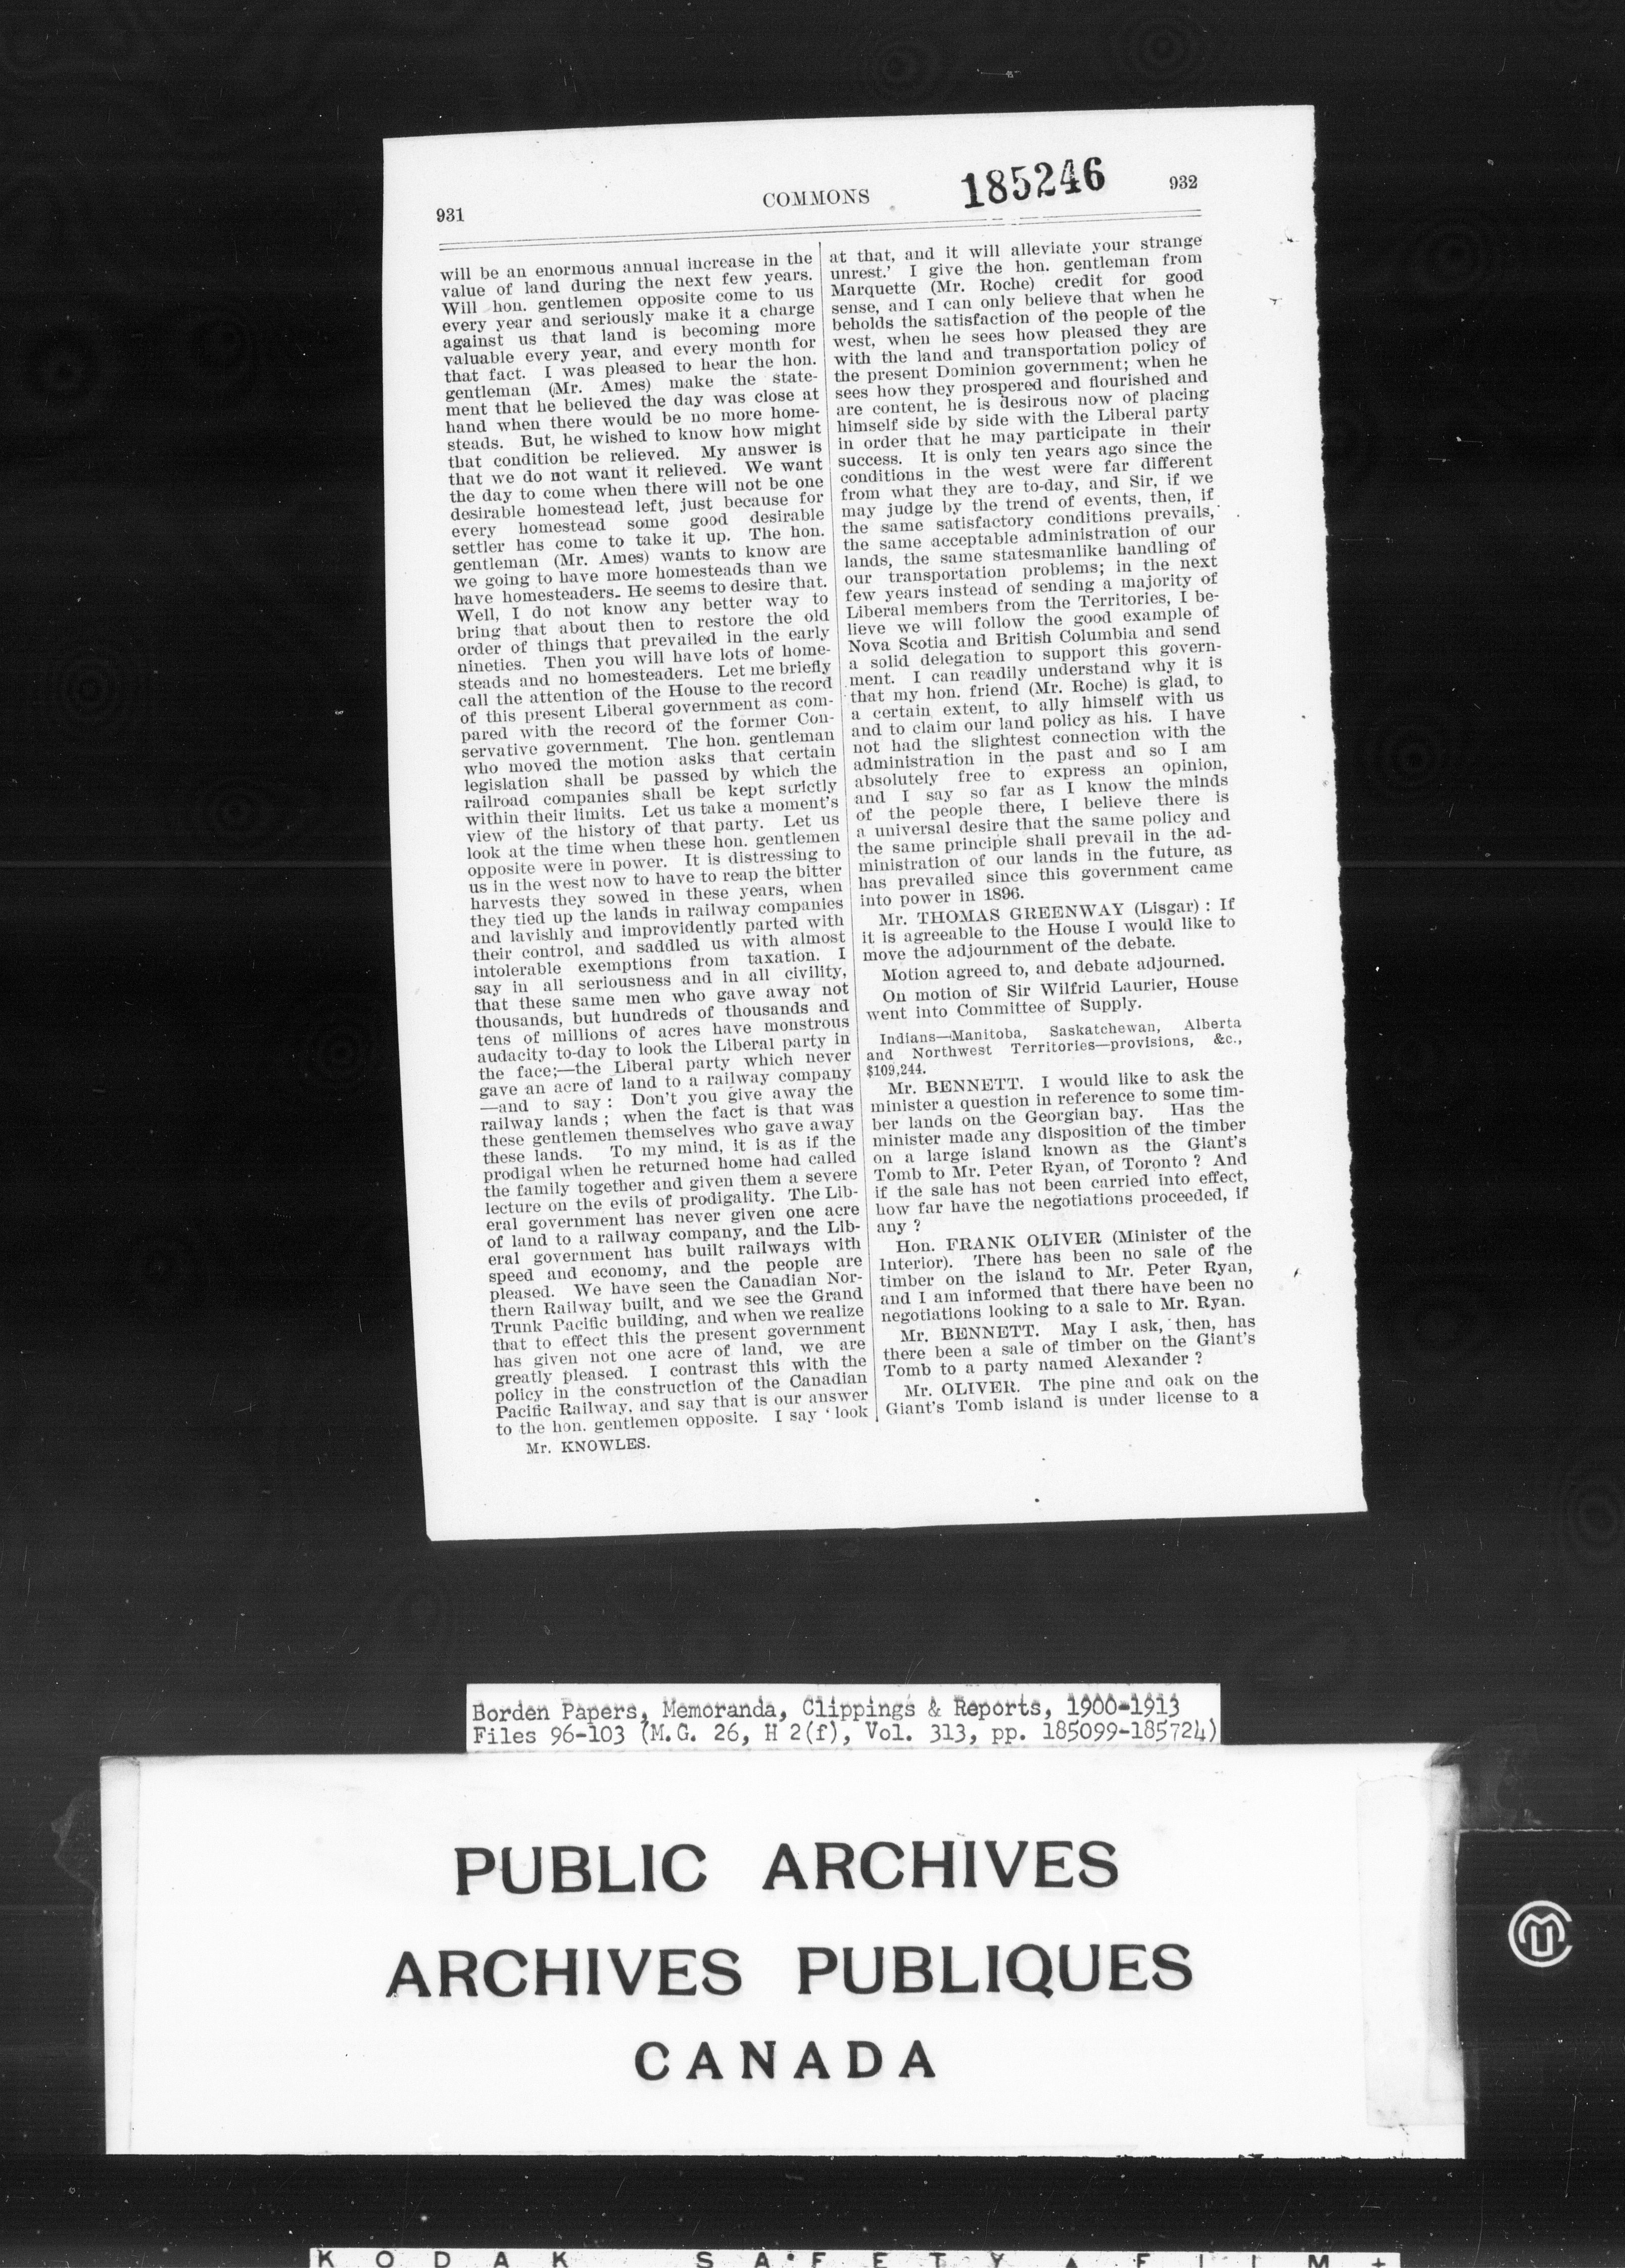 931
COMMONS
185246
932
will be an enormous annual increase in the
value of land during the next few years.
Will hon. gentlemen opposite come to us
every year and seriously make it a charge
against us that land is becoming more
valuable every year, and every month for
that fact. I was pleased to hear the hon.
gentleman (Mr. Ames) make the state-
ment that he believed the day was close at
hand when there would be no more home-
steads. But, he wished to know how might
that condition be relieved. My answer is
that we do not want it relieved. We want
the day to come when there will not be one
desirable homestead left, just because for
every homestead some good desirable
settler has come to take it up. The hon.
gentleman (Mr. Ames) wants to know are
we going to have more homesteads than we
have homesteaders. He seems to desire that.
Well, I do not know any better way to
bring that about then to restore the old
order of things that prevailed in the early
nineties. Then you will have lots of home-
steads and no homesteaders. Let me briefly
call the attention of the House to the record
of this present Liberal government as com-
pared with the record of the former Con-
servative government. The hon. gentleman
who moved the motion asks that certain
legislation shall be passed by which the
railroad companies shall be kept strictly
within their limits. Let us take a moment's
view of the history of that party. Let us
look at the time when these hon. gentlemen
opposite were in power. It is distressing to
us in the west now to have to reap the bitter
harvests they sowed in these years, when
they tied up the lands in railway companies
and lavishly and improvidently parted with
their control, and saddled us with almost
intolerable exemptions from taxation. I
say in all seriousness and in all civility,
that these same men who gave away not
thousands, but hundreds of thousands and
tens of millions of acres have monstrous
audacity to-day to look the Liberal party in
the face;—the Liberal party which never
gave an acre of land to a railway company
—and to say: Don't you give away the
railway lands; when the fact is that was
these gentlemen themselves who gave away
these lands. To my mind, it is as if the
prodigal when he returned home had called
the family together and given them a severe
lecture on the evils of prodigality. The Lib-
eral government has never given one acre
of land to a railway company, and the Lib-
eral government has built railways with
speed and economy, and the people are
pleased. We have seen the Canadian Nor-
thern Railway built, and we see the Grand
Trunk Pacific building, and when we realize
that to effect this the present government
has given not one acre of land, we are
greatly pleased. I contrast this with the
policy in the construction of the Canadian
Pacific Railway, and say that is our answer
to the hon. gentlemen opposite. I say 'look
Mr. KNOWLES.
at that, and it will alleviate your strange
unrest.' I give the hon. gentleman from
Marquette (Mr. Roche) credit for good
sense, and I can only believe that when he
beholds the satisfaction of the people of the
west, when he sees how pleased they are
with the land and transportation policy of
the present Dominion government; when he
sees how they prospered and flourished and
are content, he is desirous now of placing
himself side by side with the Liberal party
in order that he may participate in their
success. It is only ten years ago since the
conditions in the west were far different
from what they are to-day, and Sir, if we
may judge by the trend of events, then, if
the same satisfactory conditions prevails,
the same acceptable administration of our
lands, the same statesmanlike handling of
our transportation problems; in the next
few years instead of sending a majority of
Liberal members from the Territories, I be-
lieve we will follow the good example of
Nova Scotia and British Columbia and send
a solid delegation to support this govern-
ment. I can readily understand why it is
that my hon. friend (Mr. Roche) is glad, to
a certain extent, to ally himself with us
and to claim our land policy as his. I have
not had the slightest connection with the
administration in the past and so I am
absolutely free to express an opinion,
and I say so far as I know the minds
of the people there, I believe there is
a universal desire that the same policy and
the same principle shall prevail in the ad-
ministration of our lands in the future, as
has prevailed since this government came
into power in 1896.
Mr. THOMAS GREENWAY (Lisgar): If
it is agreeable to the House I would like to
move the adjournment of the debate.
Motion agreed to, and debate adjourned.
On motion of Sir Wilfrid Laurier, House
went into Committee of Supply.
Indians—Manitoba, Saskatchewan, Alberta
and Northwest Territories—provisions, &c.,
$109,244.
Mr. BENNETT. I would like to ask the
minister a question in reference to some tim-
ber lands on the Georgian bay. Has the
minister made any disposition of the timber
on a large island known as the Giant's
Tomb to Mr. Peter Ryan, of Toronto? And
if the sale has not been carried into effect,
how far have the negotiations proceeded, if
any?
Hon. FRANK OLIVER (Minister of the
Interior). There has been no sale of the
timber on the island to Mr. Peter Ryan,
and I am informed that there have been no
negotiations looking to a sale to Mr. Ryan.
Mr. BENNETT. May I ask, then, has
there been a sale of timber on the Giant's
Tomb to a party named Alexander?
Mr. OLIVER. The pine and oak on the
Giant's Tomb island is under license to a
Borden Papers, Memoranda, Clippings & Reports, 1900-1913
Files 96-103 (M.G. 26, H 2(f), Vol. 313, pp. 185099-185724)
PUBLIC ARCHIVES
ARCHIVES PUBLIQUES
CANADA
KODAK SAFETY FILM